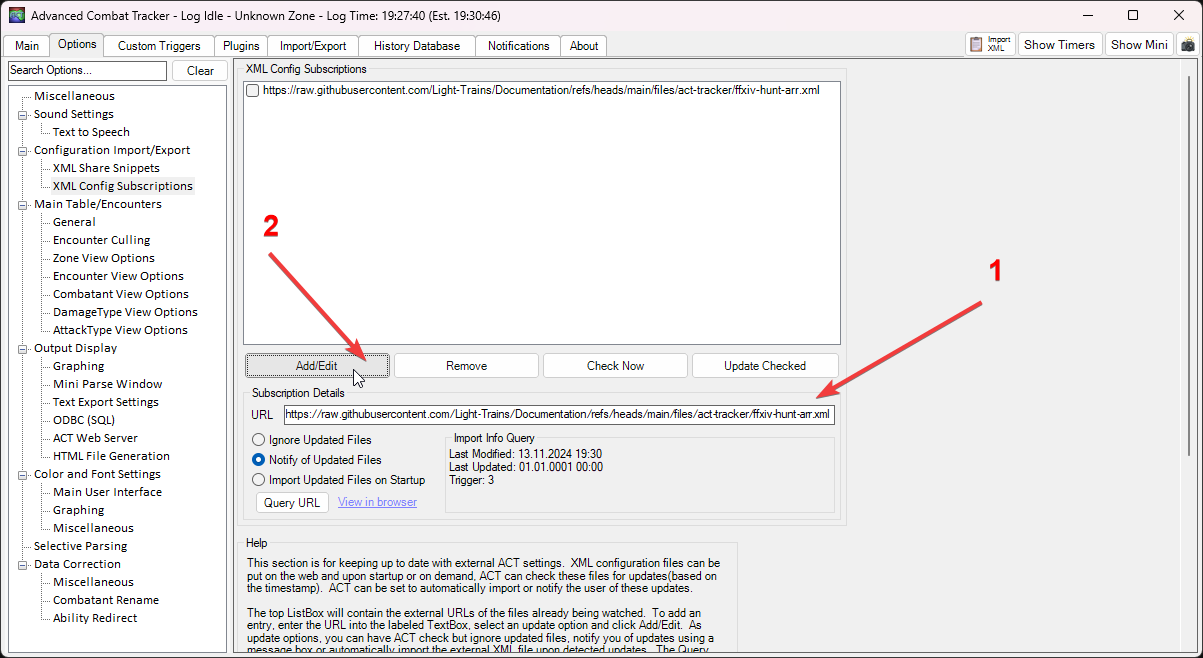 Advanced Combat Tracker - Log Idle - Unknown Zone - Log Time: 19:27:40 (Est. 19:30:46)
Main Options Custom Triggers Plugins Import/Export History Database Notifications About Import XML Show Timers Show Mini
Search Options... Clear
Miscellaneous
Sound Settings
Text to Speech
Configuration Import/Export
XML Share Snippets
XML Config Subscriptions
Main Table/Encounters
General
Encounter Culling
Zone View Options
Encounter View Options
Combatant View Options
DamageType View Options
AttackType View Options
Output Display
Graphing
Mini Parse Window
Text Export Settings
ODBC (SQL)
ACT Web Server
HTML File Generation
Color and Font Settings
Main User Interface
Graphing
Miscellaneous
Selective Parsing
Data Correction
Miscellaneous
Combatant Rename
Ability Redirect
XML Config Subscriptions
https://raw.githubusercontent.com/Light-Trains/Documentation/refs/heads/main/files/act-tracker/ffxiv-hunt-arr.xml
2
1
Add/Edit Remove Check Now Update Checked
Subscription Details
URL https://raw.githubusercontent.com/Light-Trains/Documentation/refs/heads/main/files/act-tracker/ffxiv-hunt-arr.xml
Ignore Updated Files
Notify of Updated Files
Import Updated Files on Startup
Query URL View in browser
Import Info Query
Last Modified: 13.11.2024 19:30
Last Updated: 01.01.0001 00:00
Trigger: 3
Help
This section is for keeping up to date with external ACT settings. XML configuration files can be
put on the web and upon startup or on demand, ACT can check these files for updates(based on
the timestamp). ACT can be set to automatically import or notify the user of these updates.
The top ListBox will contain the external URLs of the files already being watched. To add an
entry, enter the URL into the labeled TextBox, select an update option and click Add/Edit. As
update options, you can have ACT check but ignore updated files, notify you of updates using a
message box or automatically import the external XML file upon detected updates. The Query